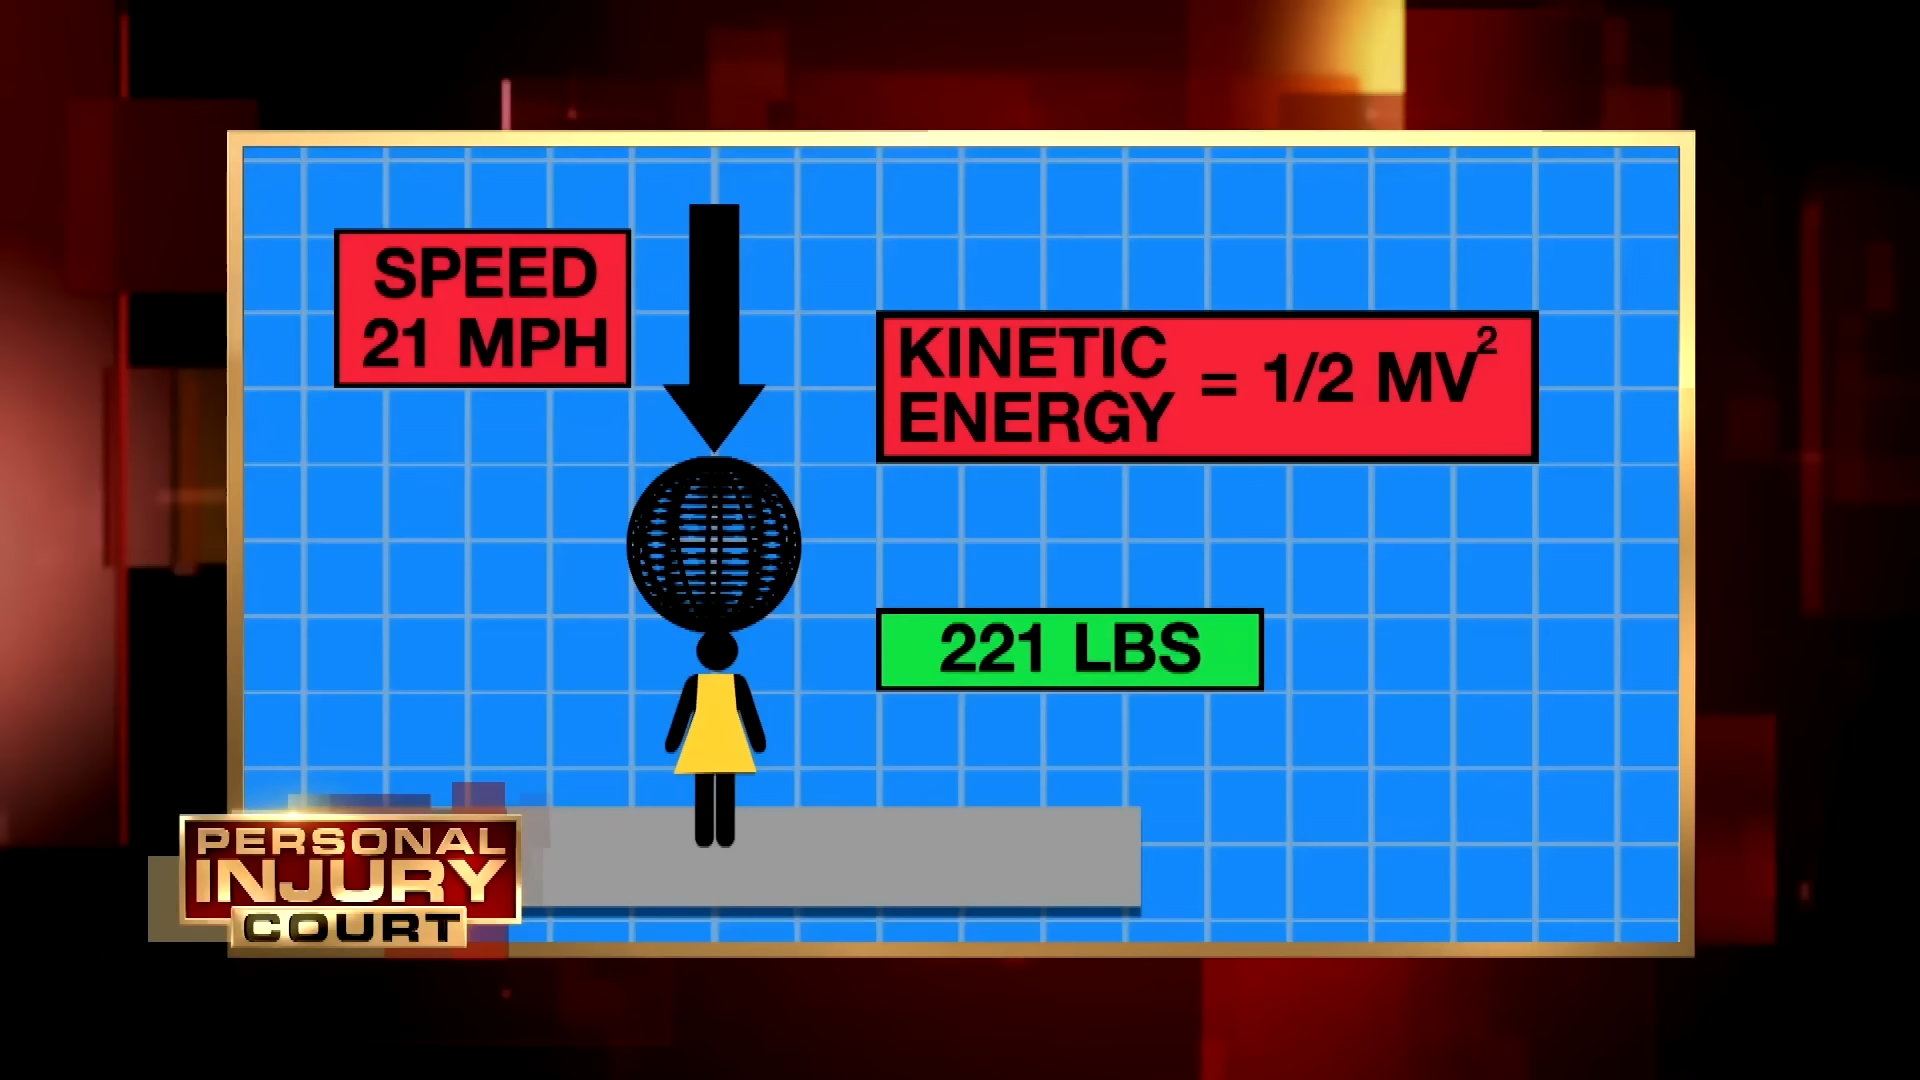 SPEED
21 MPH
KINETIC
ENERGY = 1/2 MV²
221 LBS
PERSONAL
INJURY
COURT